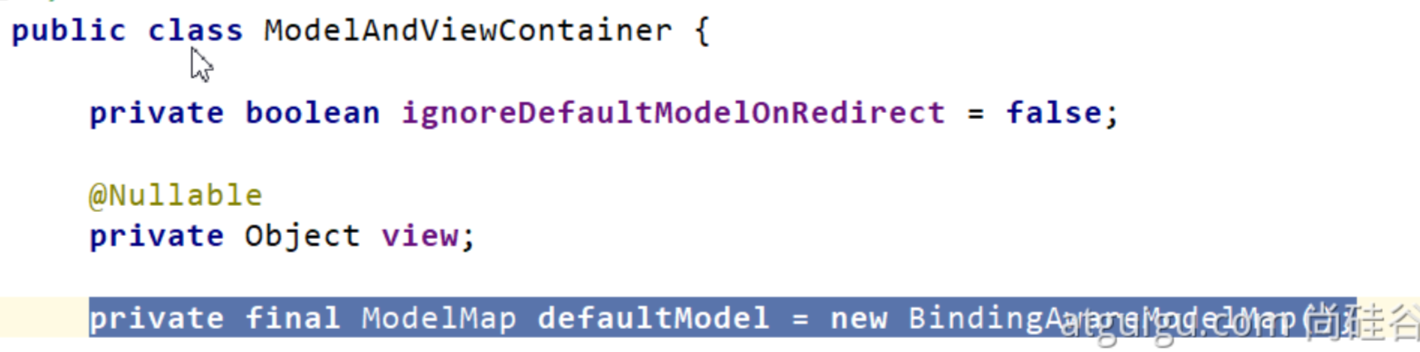 public class ModelAndViewContainer {
private boolean ignoreDefaultModelOnRedirect = false;
@Nullable
private Object view;
private final ModelMap defaultModel = new BindingAwareModelMap();
atguigu.com 尚硅谷